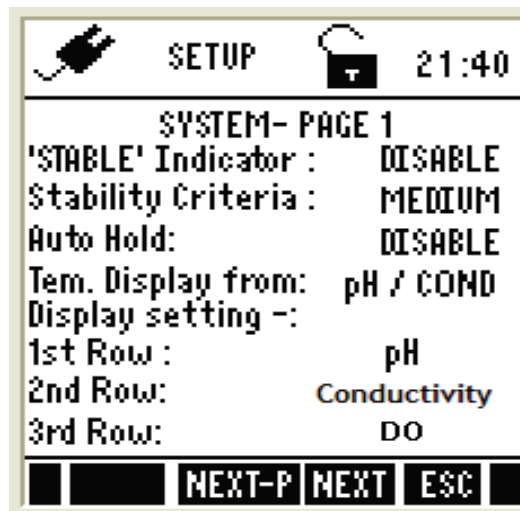 SETUP 21:40
SYSTEM- PAGE 1
'STABLE' Indicator : DISABLE
Stability Criteria : MEDIUM
Auto Hold: DISABLE
Tem. Display from: pH / COND
Display setting -:
1st Row : pH
2nd Row: Conductivity
3rd Row: DO
NEXT-P NEXT ESC